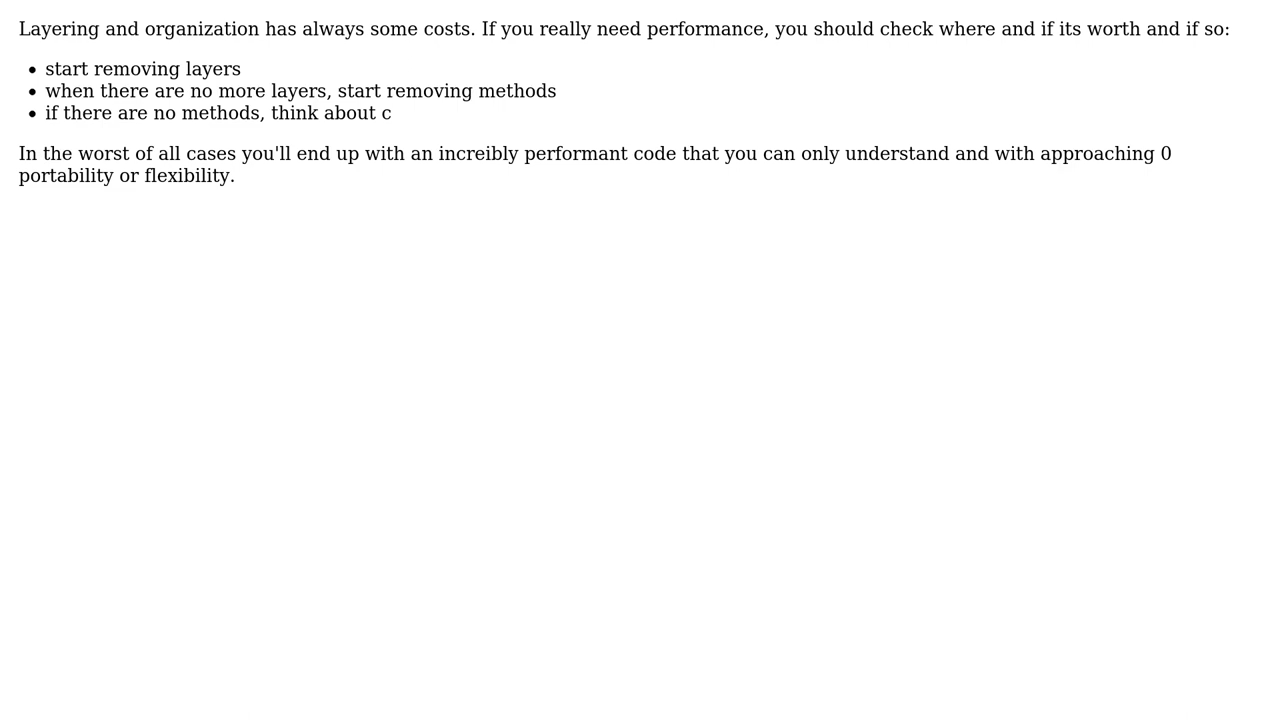 Layering and organization has always some costs. If you really need performance, you should check where and if its worth and if so:
• start removing layers
• when there are no more layers, start removing methods
• if there are no methods, think about c
In the worst of all cases you'll end up with an increibly performant code that you can only understand and with approaching 0
portability or flexibility.